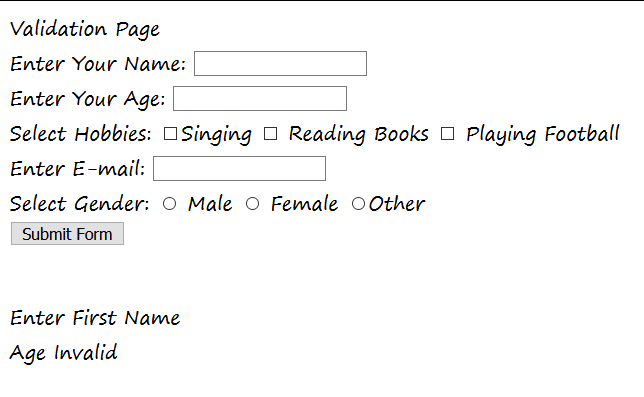 Validation Page
Enter Your Name:
Enter Your Age:
Select Hobbies: Singing Reading Books Playing Football
Enter E-mail:
Select Gender: Male Female Other
Submit Form
Enter First Name
Age Invalid